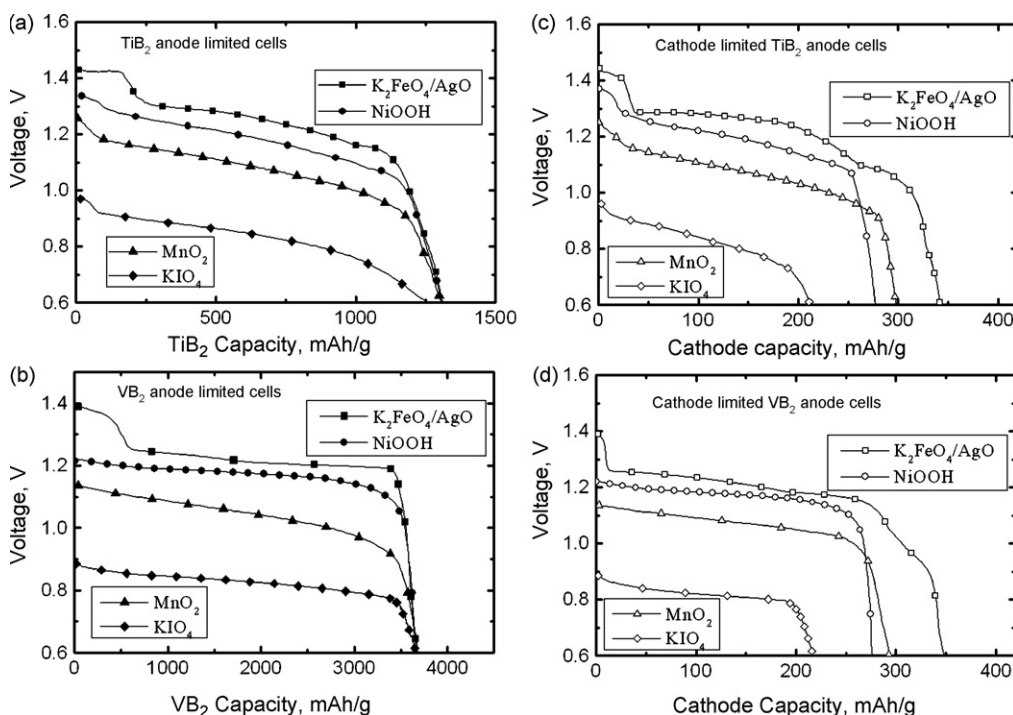 (a)
TiB₂ anode limited cells
K₂FeO₄/AgO
NiOOH
MnO₂
KIO₄
Voltage, V
1.6
1.4
1.2
1.0
0.8
0.6
0
500
1000
1500
TiB₂ Capacity, mAh/g
(b)
VB₂ anode limited cells
K₂FeO₄/AgO
NiOOH
MnO₂
KIO₄
Voltage, V
1.4
1.2
1.0
0.8
0.6
0
1000
2000
3000
4000
VB₂ Capacity, mAh/g
(c)
Cathode limited TiB₂ anode cells
K₂FeO₄/AgO
NiOOH
MnO₂
KIO₄
Voltage, V
1.6
1.4
1.2
1.0
0.8
0.6
0
100
200
300
400
Cathode capacity, mAh/g
(d)
Cathode limited VB₂ anode cells
K₂FeO₄/AgO
NiOOH
MnO₂
KIO₄
Voltage, V
1.6
1.4
1.2
1.0
0.8
0.6
0
100
200
300
400
Cathode Capacity, mAh/g